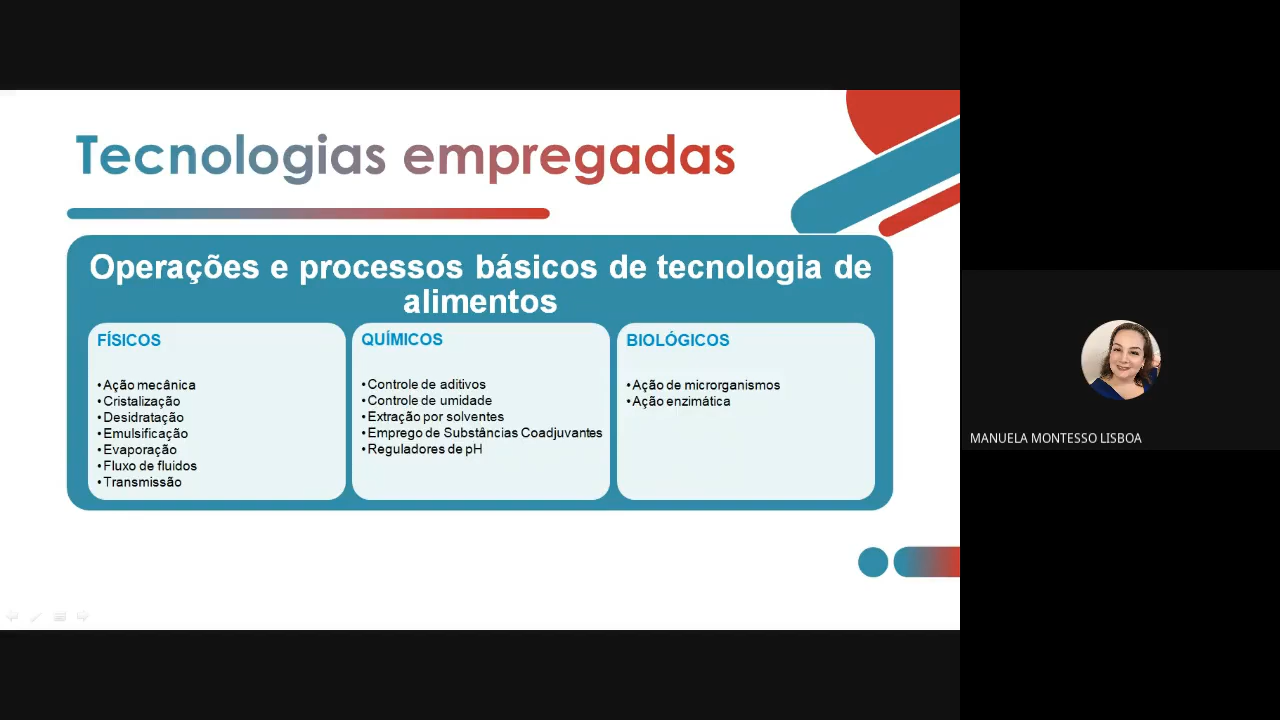 Tecnologias empregadas
Operações e processos básicos de tecnologia de
alimentos
FÍSICOS
•Ação mecânica
•Cristalização
•Desidratação
•Emulsificação
•Evaporação
•Fluxo de fluidos
•Transmissão
QUÍMICOS
•Controle de aditivos
•Controle de umidade
•Extração por solventes
•Emprego de Substâncias Coadjuvantes
•Reguladores de pH
BIOLÓGICOS
•Ação de microrganismos
•Ação enzimática
MANUELA MONTESSO LISBOA